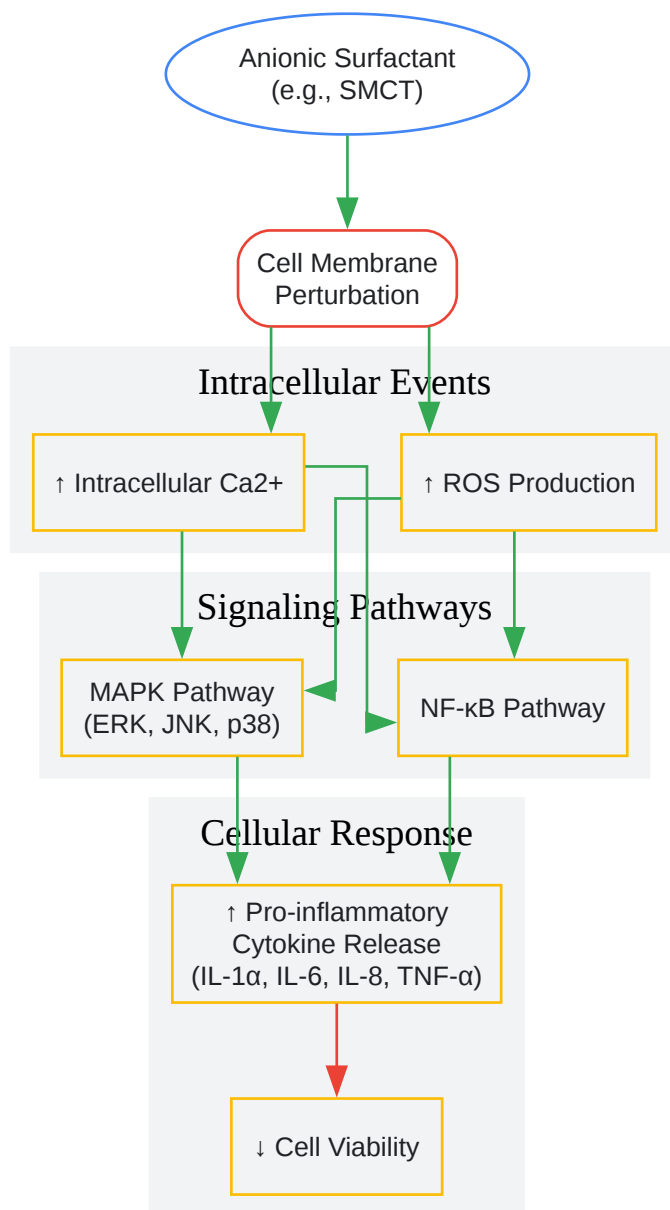 Anionic Surfactant
(e.g., SMCT)
Cell Membrane
Perturbation
Intracellular Events
↑ Intracellular Ca2+
↑ ROS Production
Signaling Pathways
MAPK Pathway
(ERK, JNK, p38)
NF-κB Pathway
Cellular Response
↑ Pro-inflammatory
Cytokine Release
(IL-1α, IL-6, IL-8, TNF-α)
↓ Cell Viability